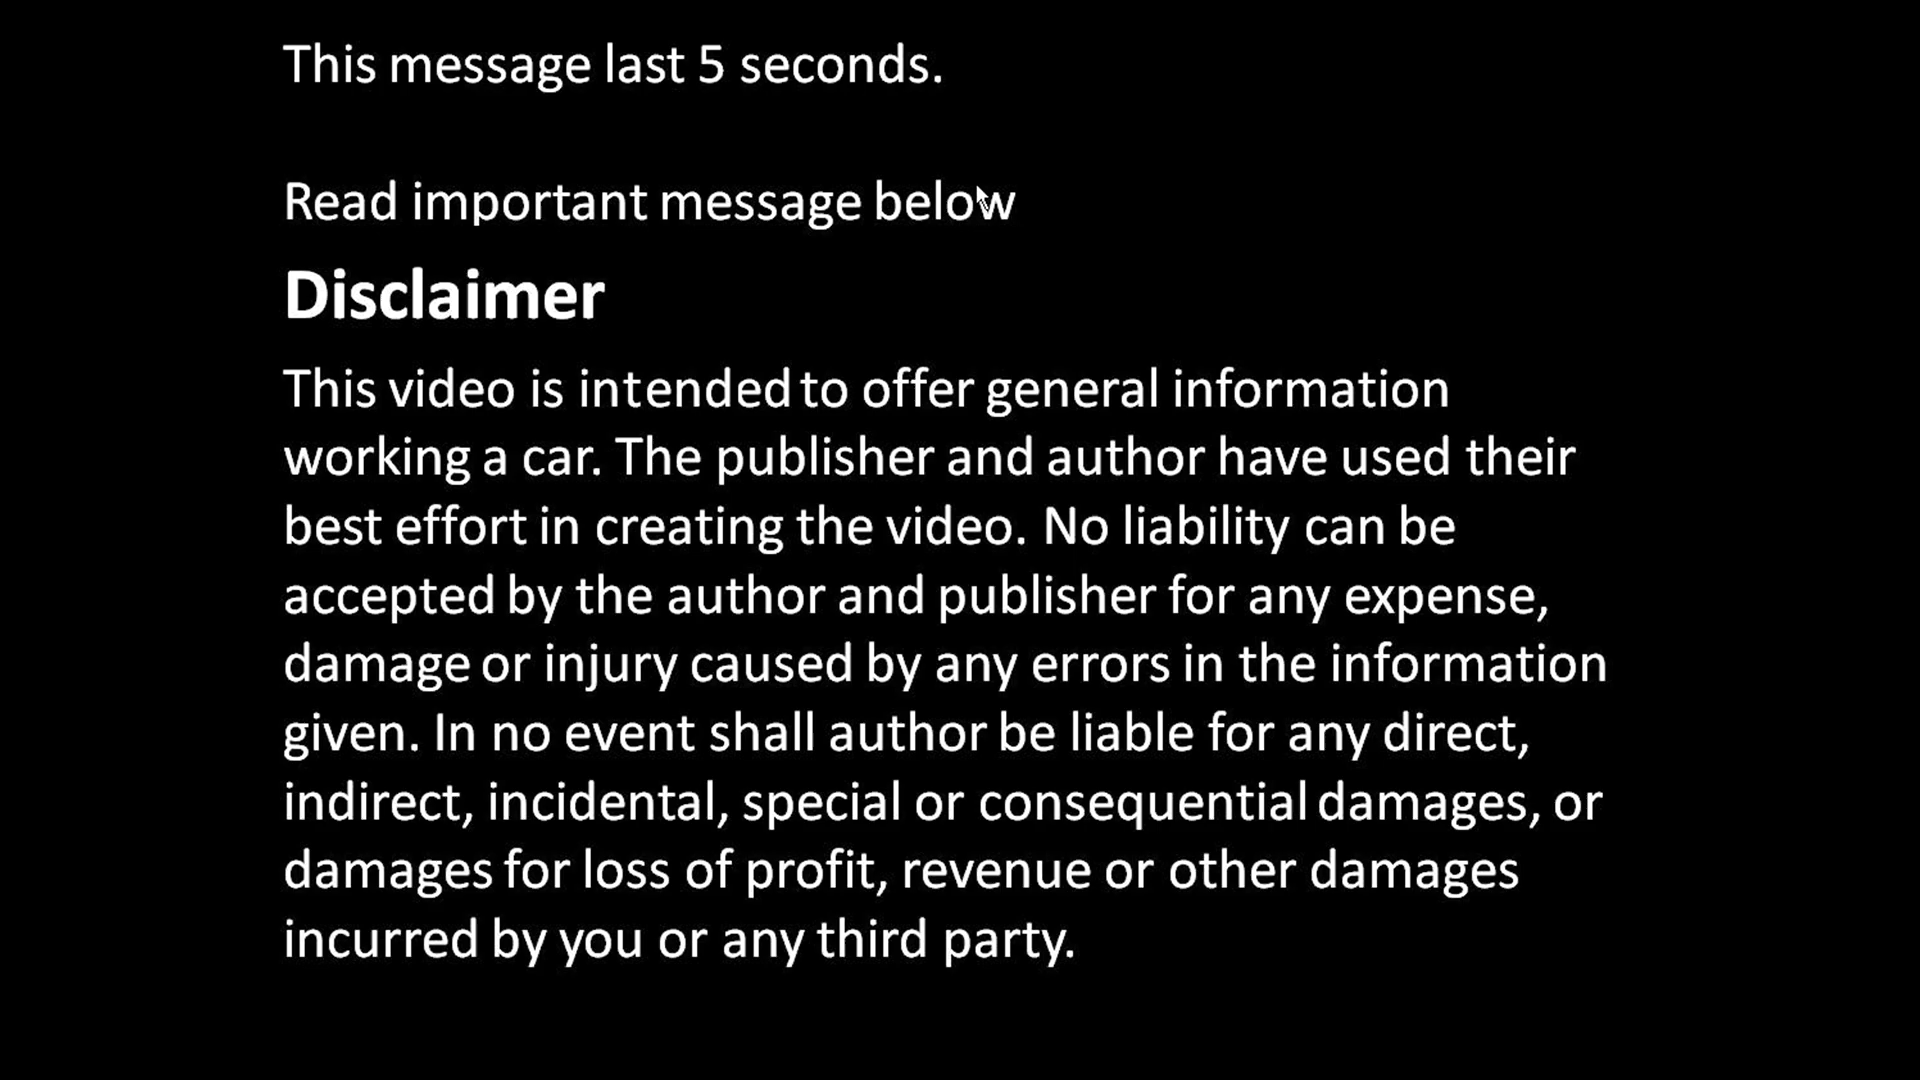 This message last 5 seconds.
Read important message below
Disclaimer
This video is intended to offer general information
working a car. The publisher and author have used their
best effort in creating the video. No liability can be
accepted by the author and publisher for any expense,
damage or injury caused by any errors in the information
given. In no event shall author be liable for any direct,
indirect, incidental, special or consequential damages, or
damages for loss of profit, revenue or other damages
incurred by you or any third party.